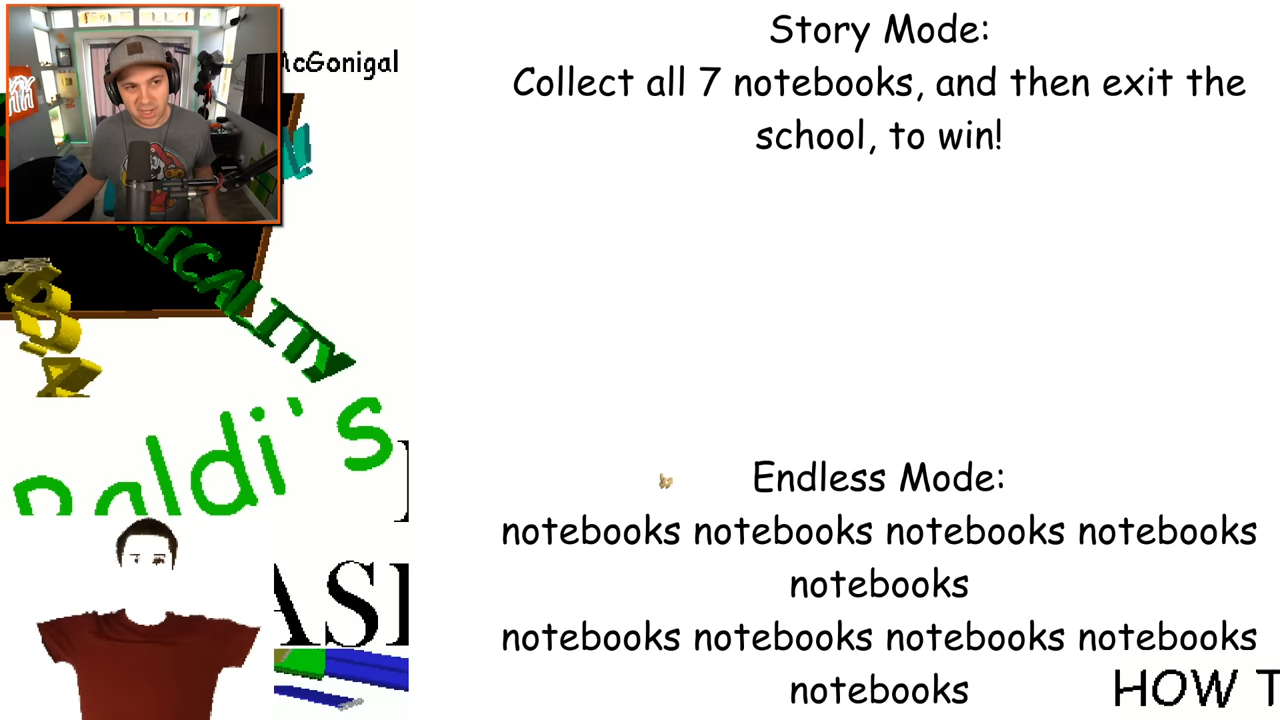 McGonigal
Story Mode:
Collect all 7 notebooks, and then exit the
school, to win!
Baldi's
Endless Mode:
notebooks notebooks notebooks notebooks
notebooks
notebooks notebooks notebooks notebooks
notebooks
HOW T